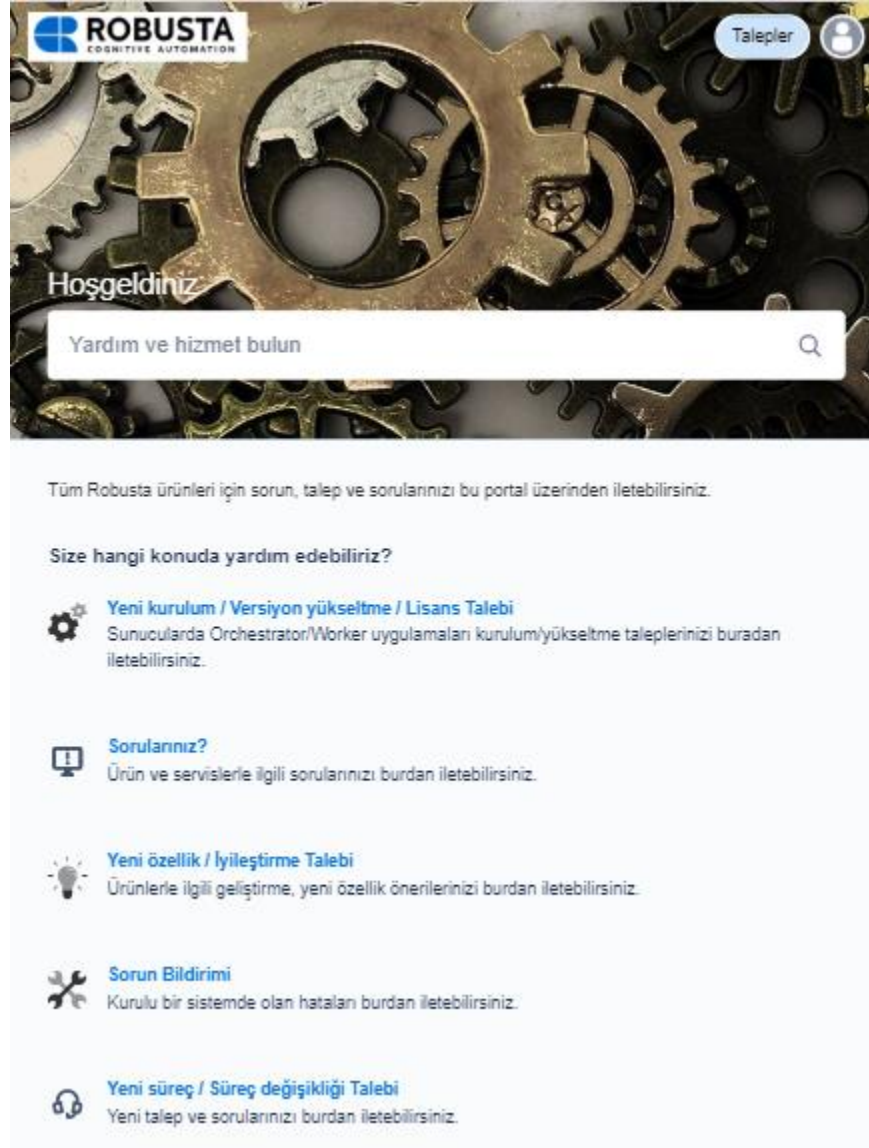 ROBUSTA
COGNITIVE AUTOMATION
Talepler
Hoşgeldiniz
Yardım ve hizmet bulun
Tüm Robusta ürünleri için sorun, talep ve sorularınızı bu portal üzerinden iletebilirsiniz.
Size hangi konuda yardım edebiliriz?
Yeni kurulum / Versiyon yükseltme / Lisans Talebi
Sunucularda Orchestrator/Worker uygulamaları kurulum/yükseltme taleplerinizi buradan
iletebilirsiniz.
Sorularınız?
Ürün ve servislerle ilgili sorularınızı burdan iletebilirsiniz.
Yeni özellik / İyileştirme Talebi
Ürünlerle ilgili geliştirme, yeni özellik önerilerinizi burdan iletebilirsiniz.
Sorun Bildirimi
Kurulu bir sistemde olan hataları burdan iletebilirsiniz.
Yeni süreç / Süreç değişikliği Talebi
Yeni talep ve sorularınızı burdan iletebilirsiniz.